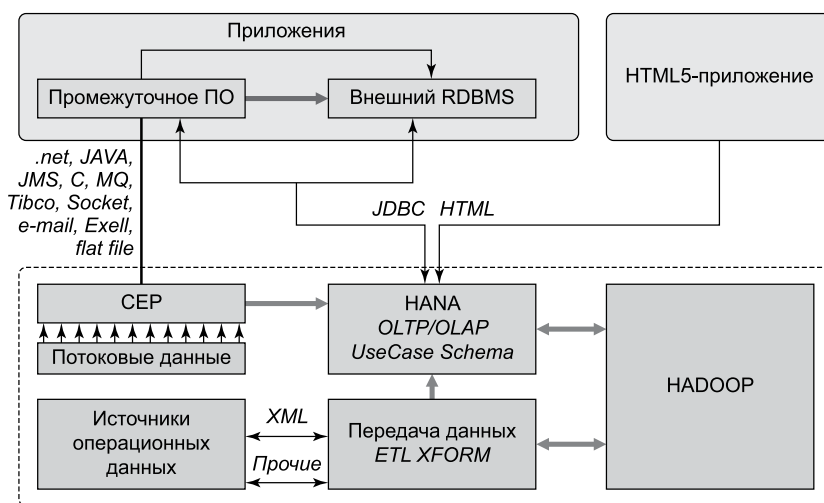 Приложения
Промежуточное ПО
Внешний RDBMS
HTML5-приложение
.net, JAVA,
JMS, C, MQ,
Tibco, Socket,
e-mail, Exell,
flat file
JDBC
HTML
CEP
Потоковые данные
HANA
OLTP/OLAP
UseCase Schema
HADOOP
Источники
операционных
данных
XML
Прочие
Передача данных
ETL XFORM